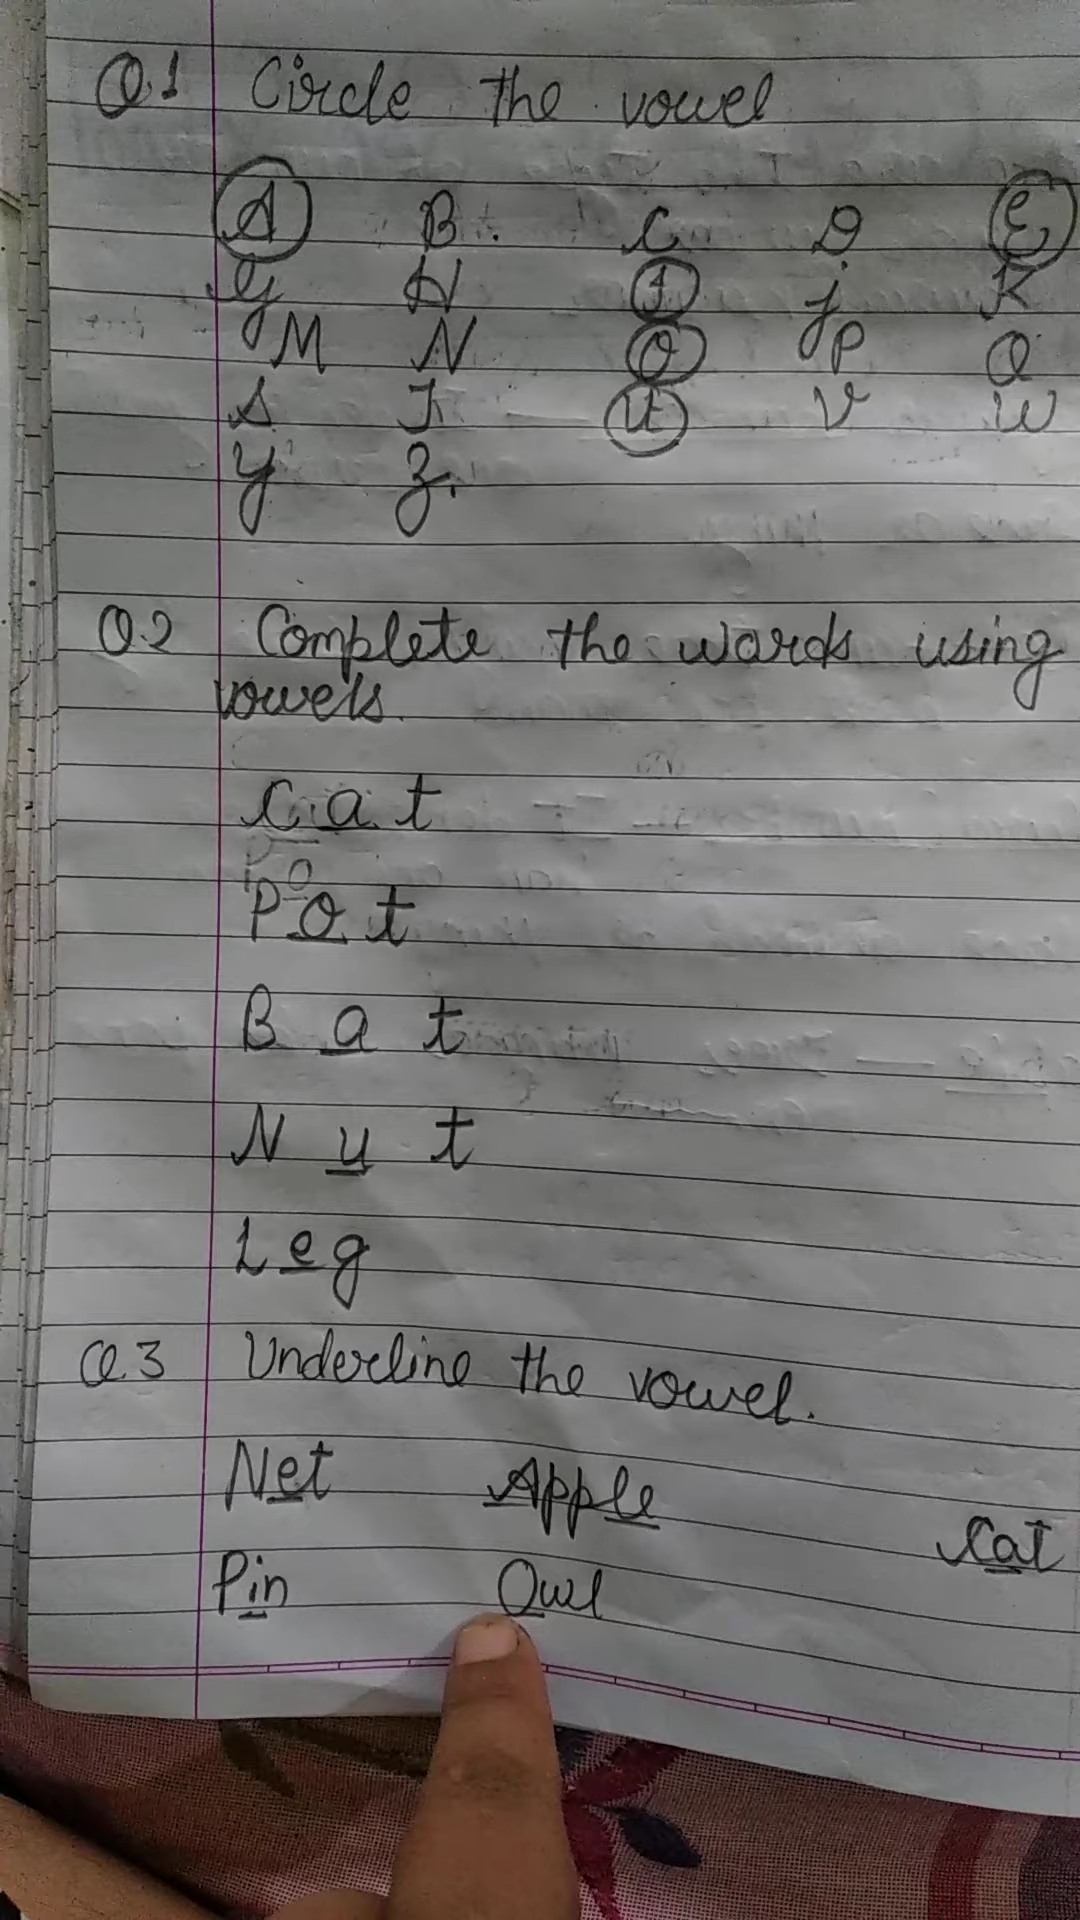 Q.1 Circle the vowel
A B. C D E
G H I j K
M N O P Q
S T U V W
Y Z.
Q.2 Complete the words using
vowels.
C a t
P o
P o t
B a t
N u t
Leg
Q.3 Underline the vowel.
Net Apple Cat
Pin Owl